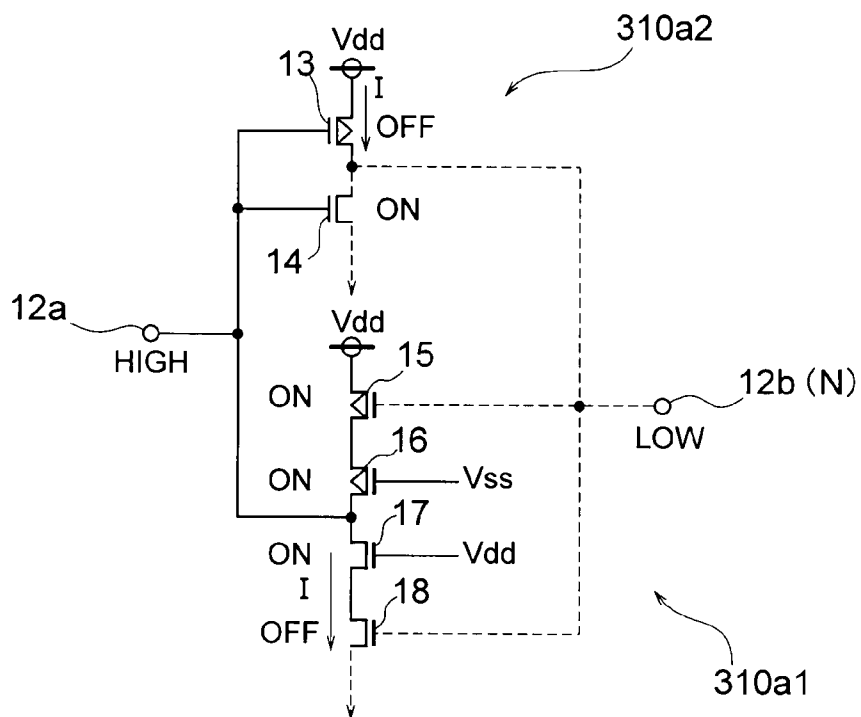 310a2
Vdd
13
I
OFF
ON
14
12a
Vdd
HIGH
15
ON
12b (N)
LOW
16
ON
Vss
17
ON
Vdd
I
18
OFF
310a1